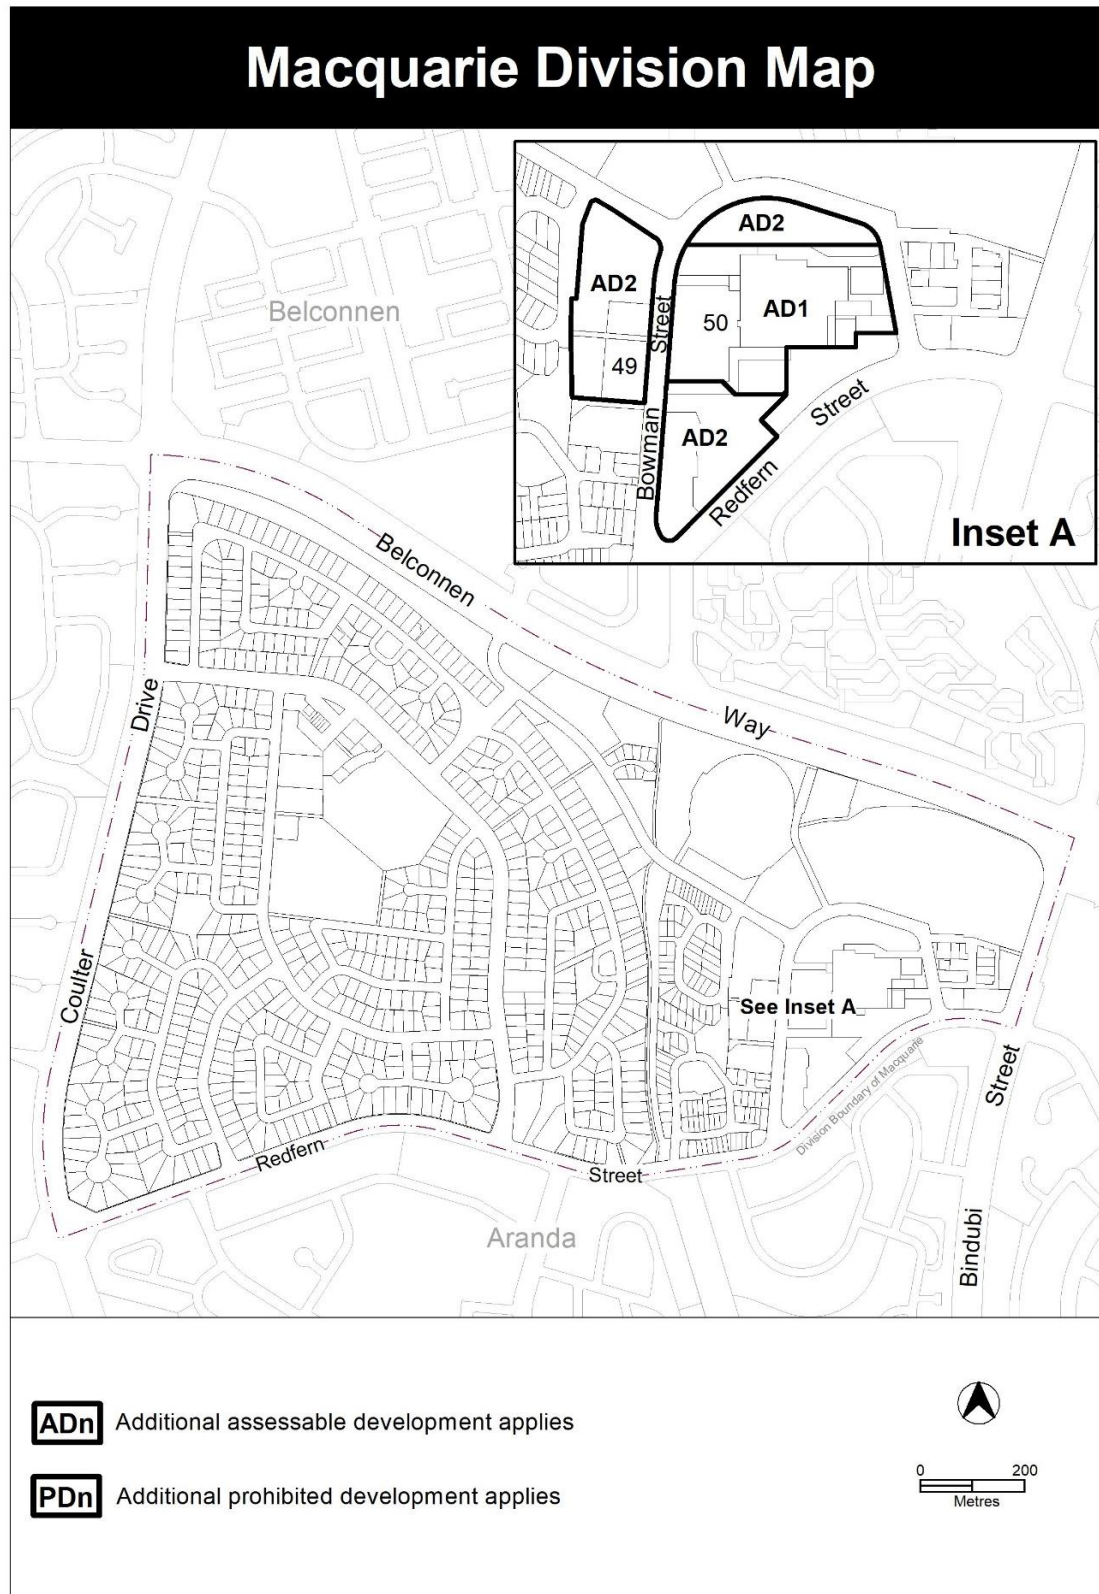 Macquarie Division Map
Belconnen
AD2
AD2
50
AD1
49
AD2
Bowman
Street
Redfern
Street
Inset A
Belconnen
Way
Drive
Coulter
See Inset A
Division Boundary of Macquarie
Street
Redfern
Street
Aranda
Bindubi
ADn Additional assessable development applies
PDn Additional prohibited development applies
0 200
Metres